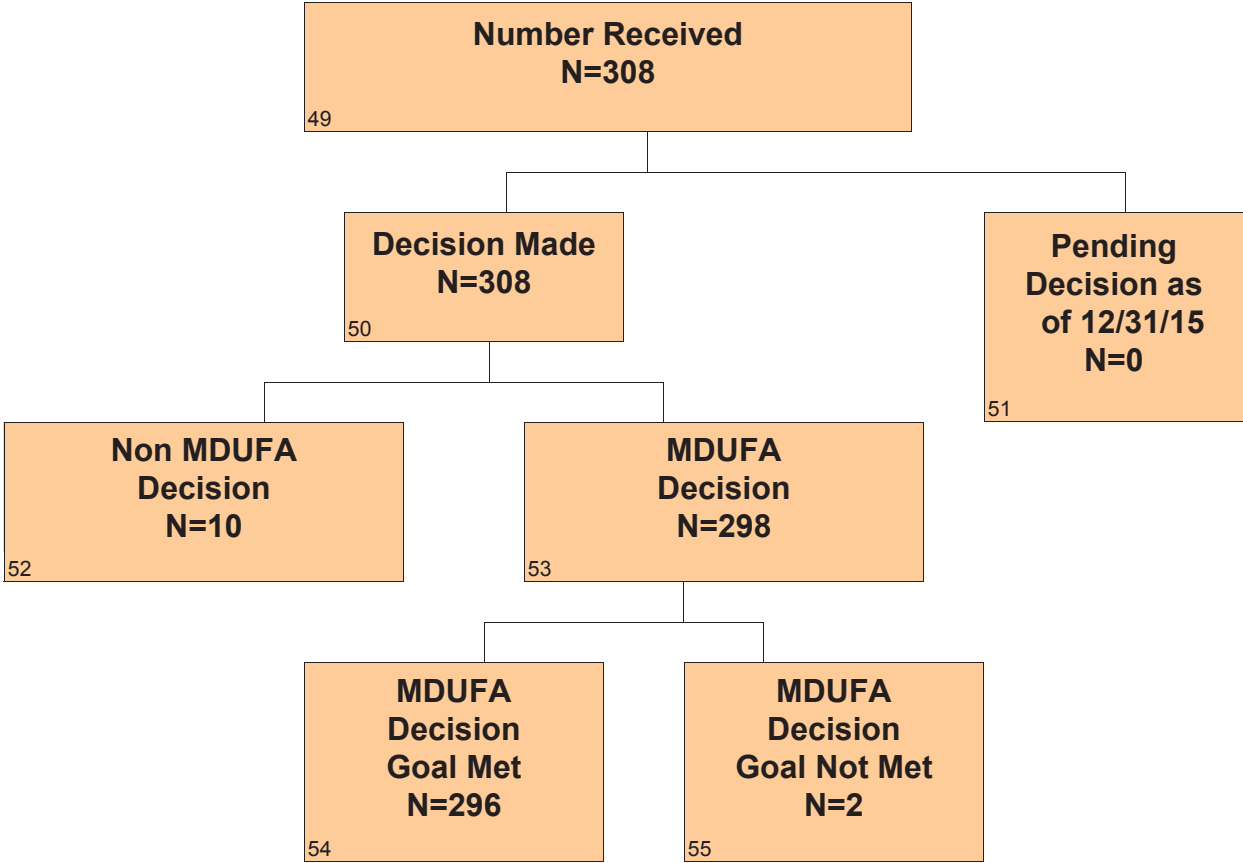 Number Received
N=308
49
Decision Made
N=308
50
Pending
Decision as
of 12/31/15
N=0
51
Non MDUFA
Decision
N=10
52
MDUFA
Decision
N=298
53
MDUFA
Decision
Goal Met
N=296
54
MDUFA
Decision
Goal Not Met
N=2
55